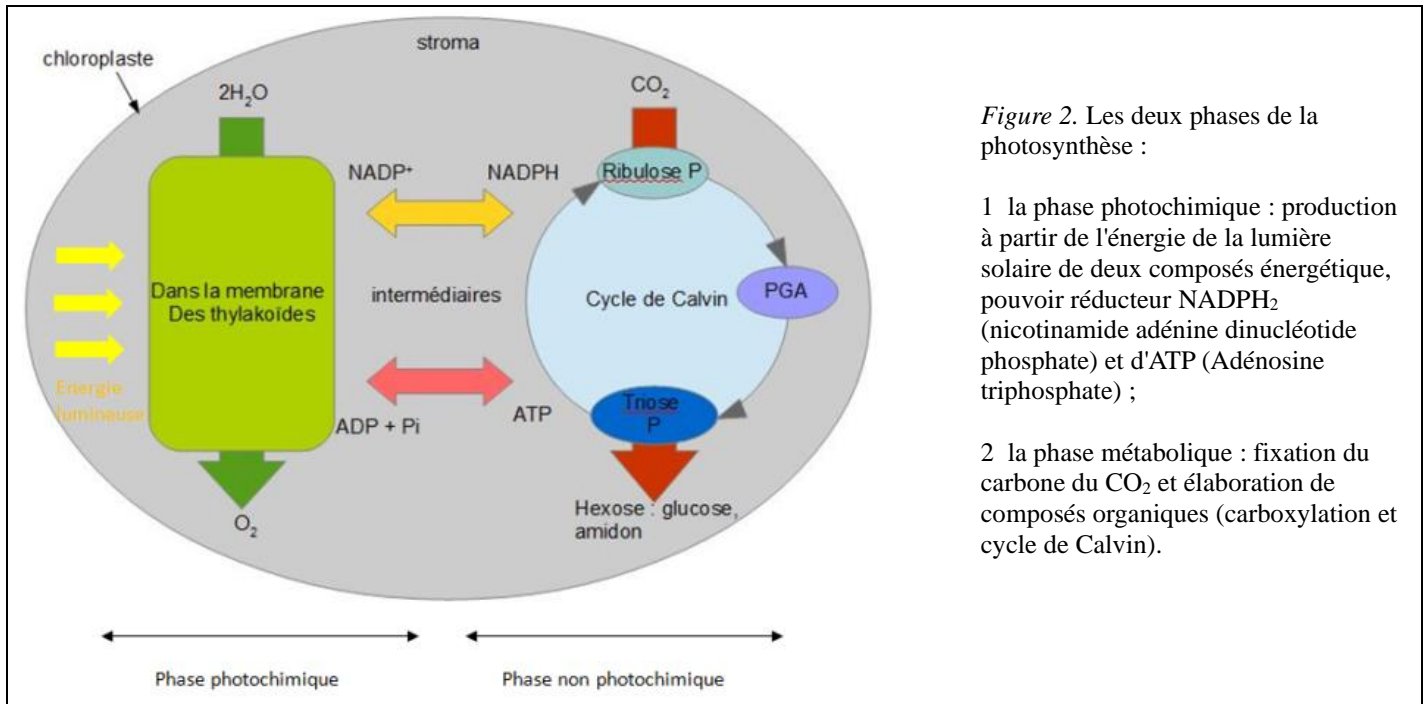 stroma
chloroplaste
2H₂O
CO₂
NADP⁺
NADPH
Ribulose P
Dans la membrane
Des thylakoïdes
intermédiaires
Cycle de Calvin
PGA
Energie
lumineuse
ADP + Pi
ATP
Triose
P
O₂
Hexose : glucose,
amidon
Phase photochimique
Phase non photochimique
Figure 2. Les deux phases de la
photosynthèse :
1 la phase photochimique : production
à partir de l'énergie de la lumière
solaire de deux composés énergétique,
pouvoir réducteur NADPH₂
(nicotinamide adénine dinucléotide
phosphate) et d'ATP (Adénosine
triphosphate) ;
2 la phase métabolique : fixation du
carbone du CO₂ et élaboration de
composés organiques (carboxylation et
cycle de Calvin).